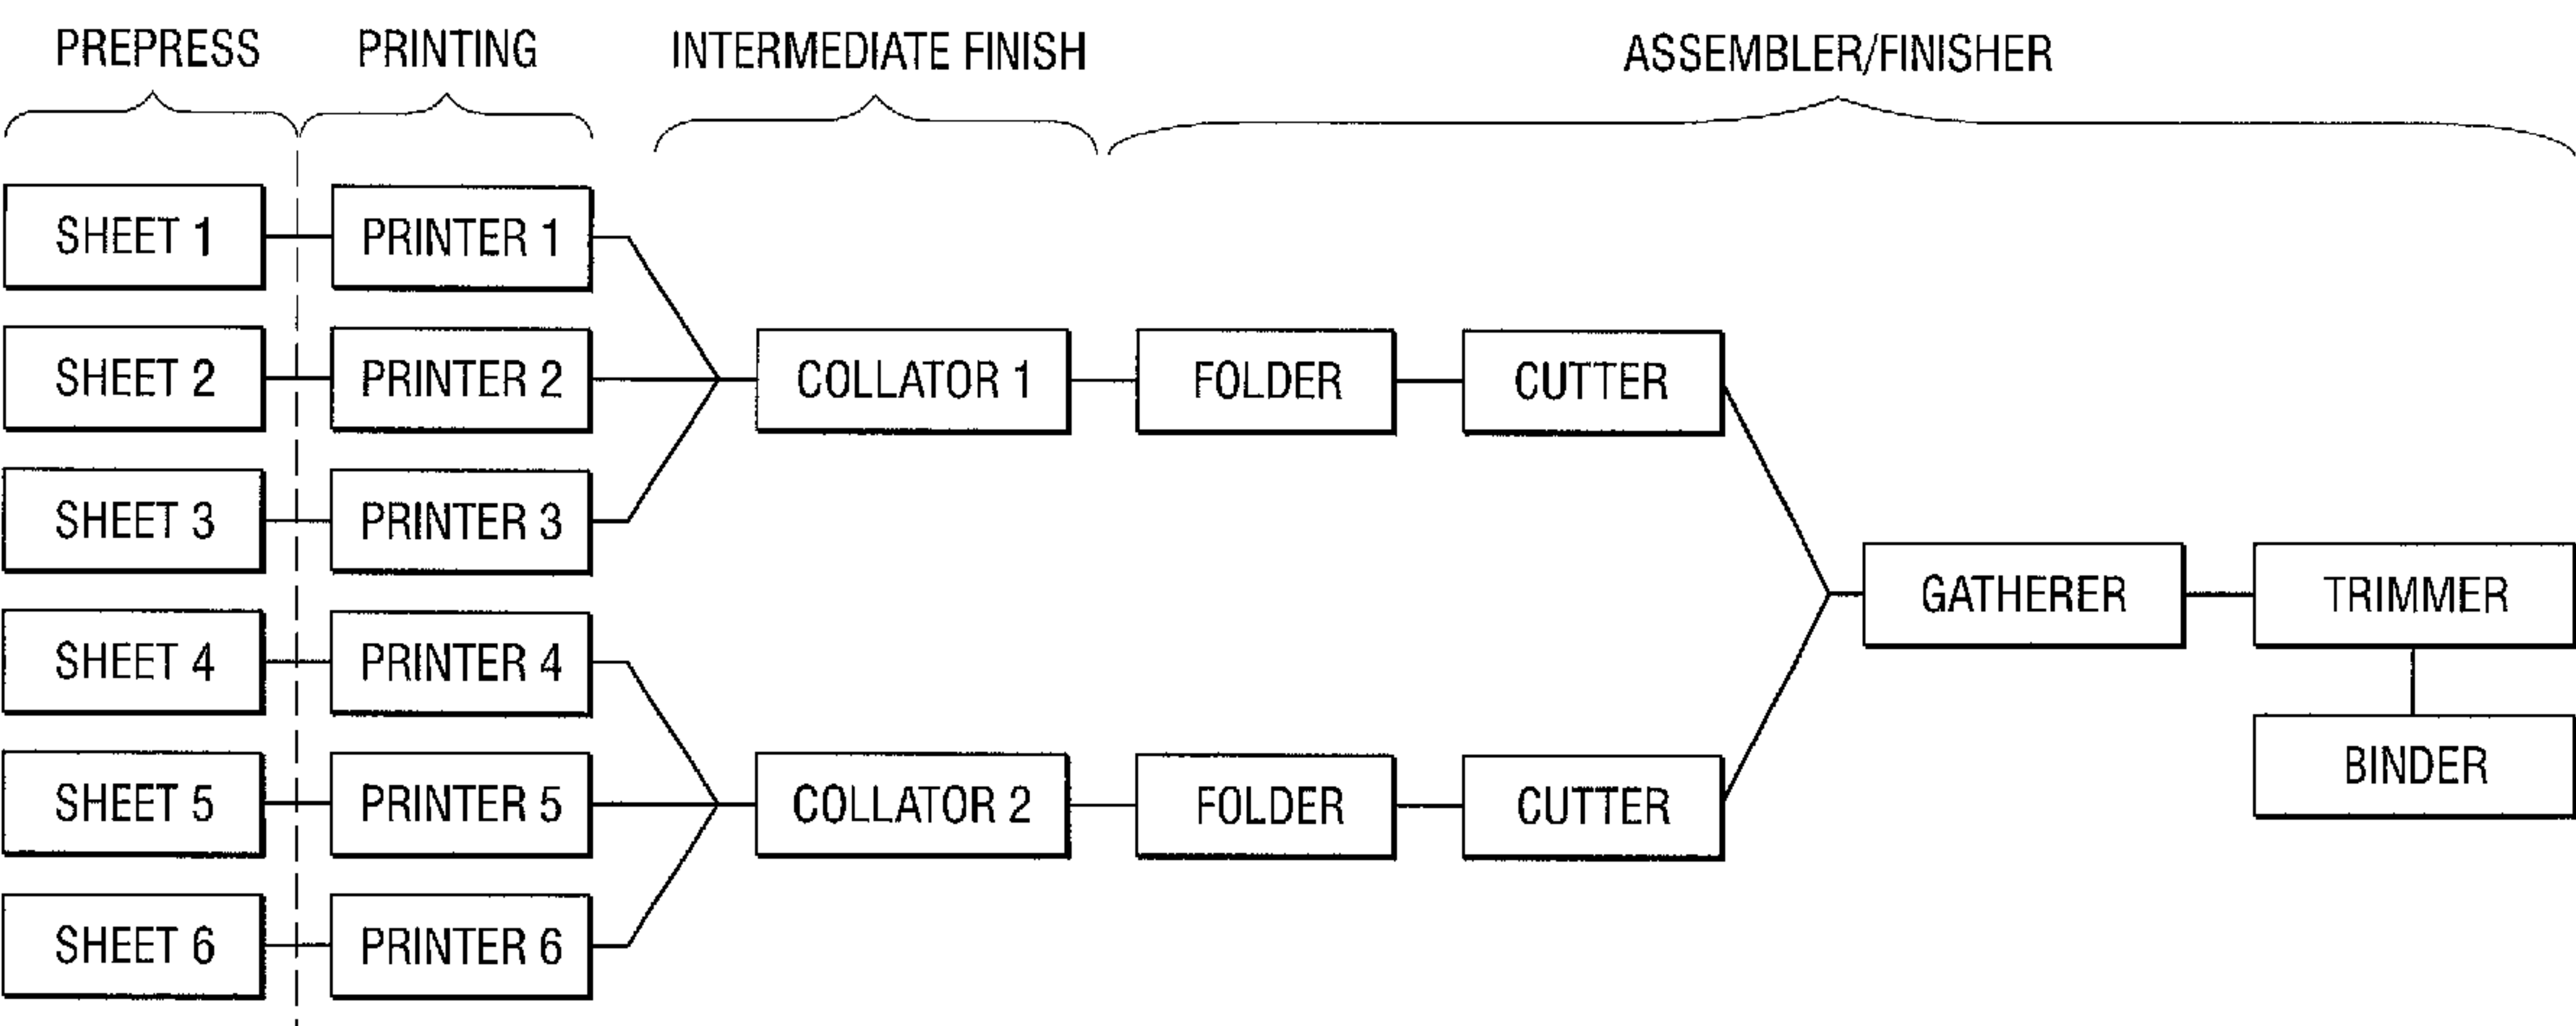 PREPRESS PRINTING INTERMEDIATE FINISH ASSEMBLER/FINISHER
SHEET 1 PRINTER 1
SHEET 2 PRINTER 2 COLLATOR 1 FOLDER CUTTER
SHEET 3 PRINTER 3
GATHERER TRIMMER
SHEET 4 PRINTER 4
SHEET 5 PRINTER 5 COLLATOR 2 FOLDER CUTTER BINDER
SHEET 6 PRINTER 6